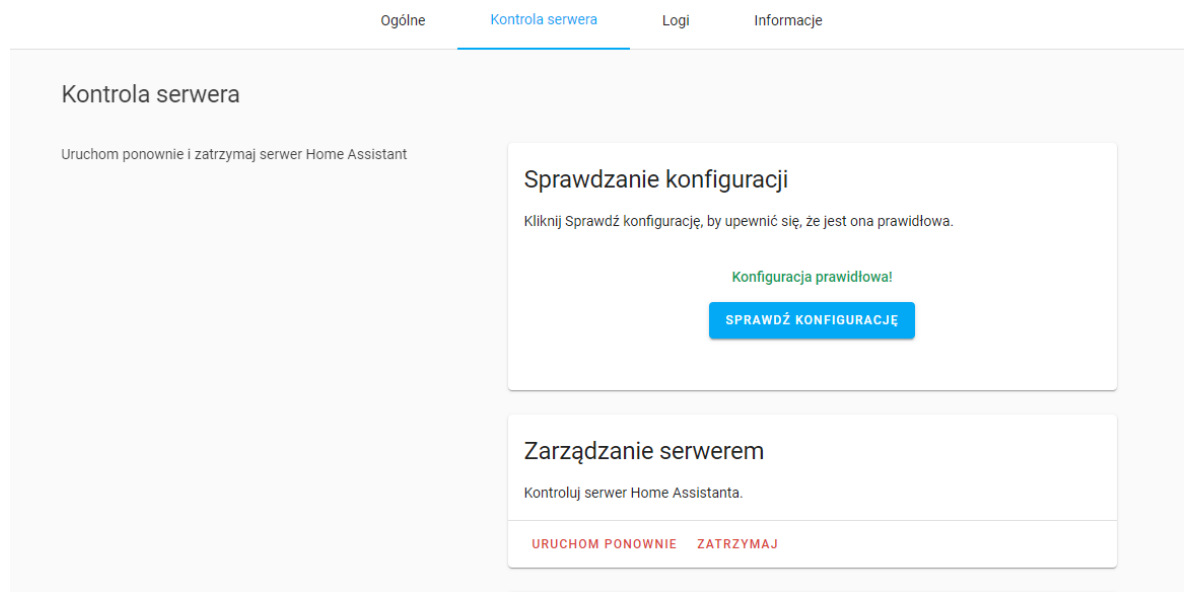 Ogólne Kontrola serwera Logi Informacje
Kontrola serwera
Uruchom ponownie i zatrzymaj serwer Home Assistant
Sprawdzanie konfiguracji
Kliknij Sprawdź konfigurację, by upewnić się, że jest ona prawidłowa.
Konfiguracja prawidłowa!
SPRAWDŹ KONFIGURACJĘ
Zarządzanie serwerem
Kontroluj serwer Home Assistanta.
URUCHOM PONOWNIE ZATRZYMAJ